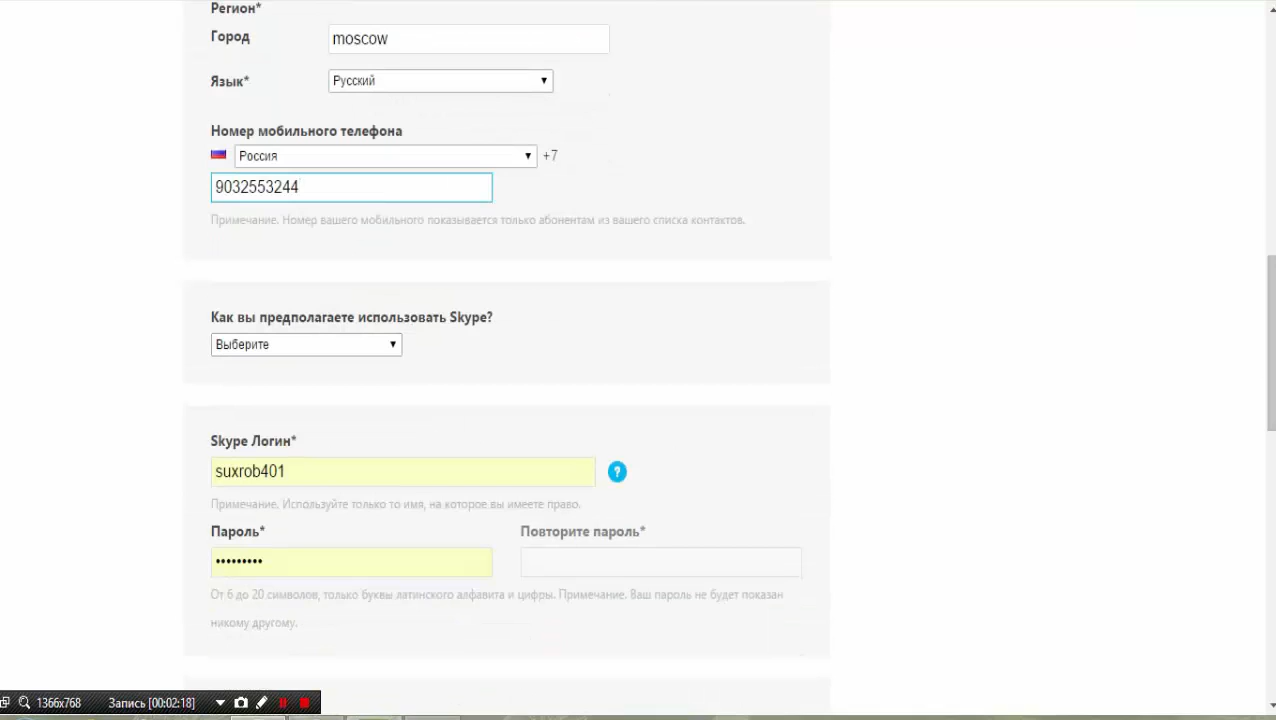 Регион*
Город
moscow
Язык*
Русский
Номер мобильного телефона
Россия
+7
9032553244
Примечание. Номер вашего мобильного показывается только абонентам из вашего списка контактов.
Как вы предполагаете использовать Skype?
Выберите
Skype Логин*
suxrob401
?
Примечание. Используйте только то имя, на которое вы имеете право.
Пароль*
Повторите пароль*
•••••••••
От 6 до 20 символов, только буквы латинского алфавита и цифры. Примечание. Ваш пароль не будет показан
никому другому.
1366x768
Запись [00:02:18]